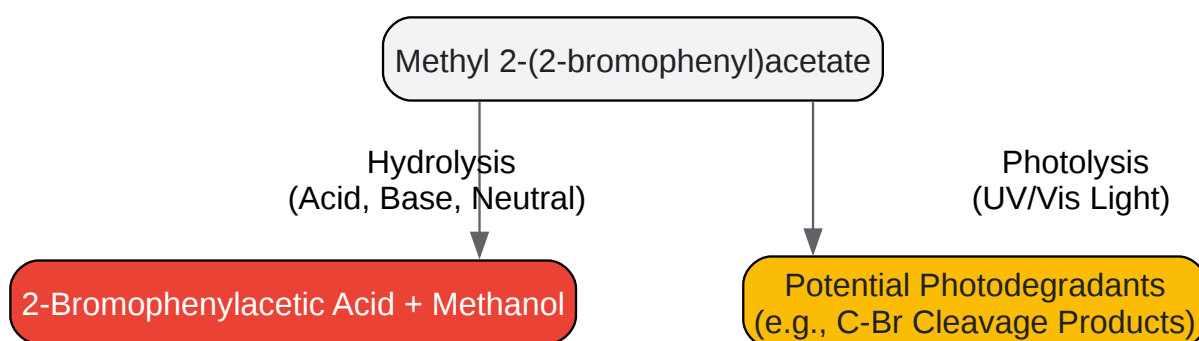 Methyl 2-(2-bromophenyl)acetate
Hydrolysis
(Acid, Base, Neutral)
Photolysis
(UV/Vis Light)
2-Bromophenylacetic Acid + Methanol
Potential Photodegradants
(e.g., C-Br Cleavage Products)